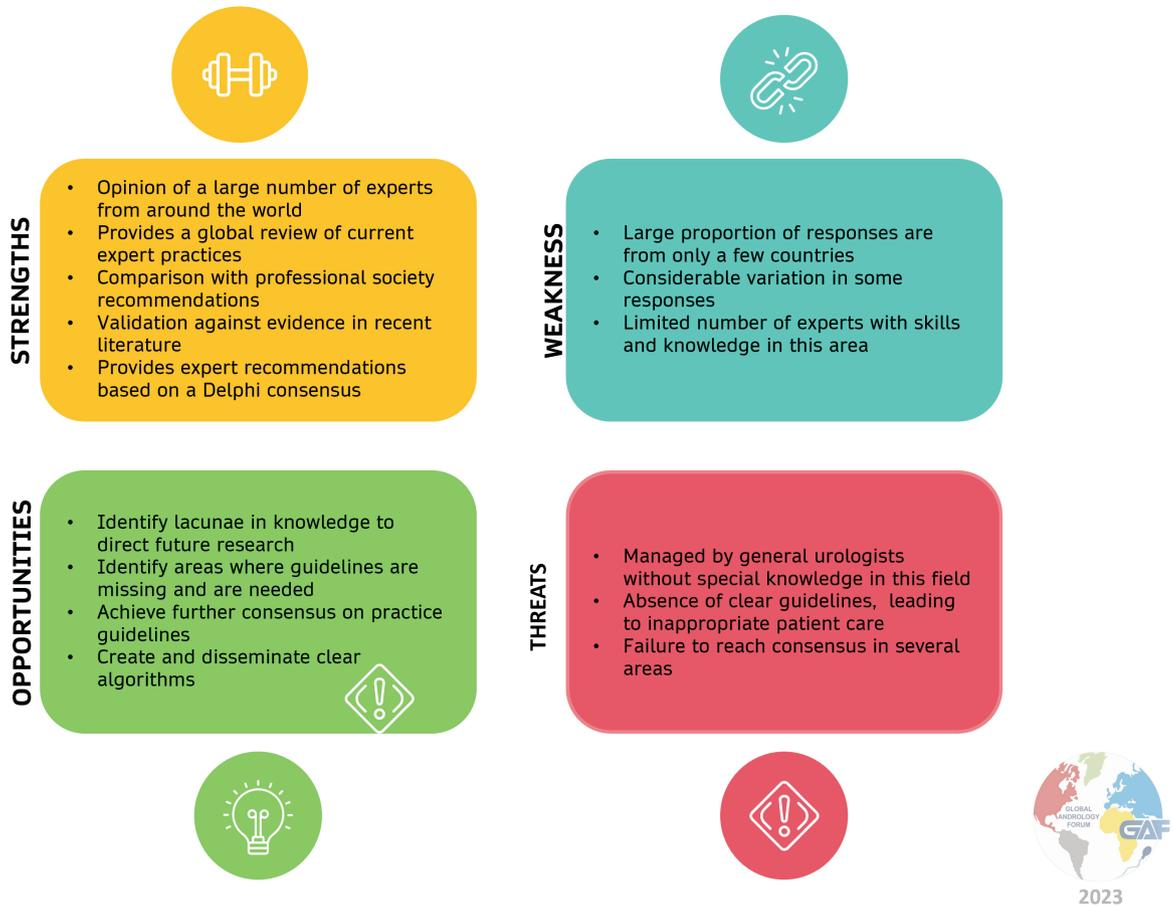 STRENGTHS
• Opinion of a large number of experts
from around the world
• Provides a global review of current
expert practices
• Comparison with professional society
recommendations
• Validation against evidence in recent
literature
• Provides expert recommendations
based on a Delphi consensus
WEAKNESS
• Large proportion of responses are
from only a few countries
• Considerable variation in some
responses
• Limited number of experts with skills
and knowledge in this area
OPPORTUNITIES
• Identify lacunae in knowledge to
direct future research
• Identify areas where guidelines are
missing and are needed
• Achieve further consensus on practice
guidelines
• Create and disseminate clear
algorithms
THREATS
• Managed by general urologists
without special knowledge in this field
• Absence of clear guidelines,  leading
to inappropriate patient care
• Failure to reach consensus in several
areas
GLOBAL
ANDROLOGY
FORUM
GAF
2023